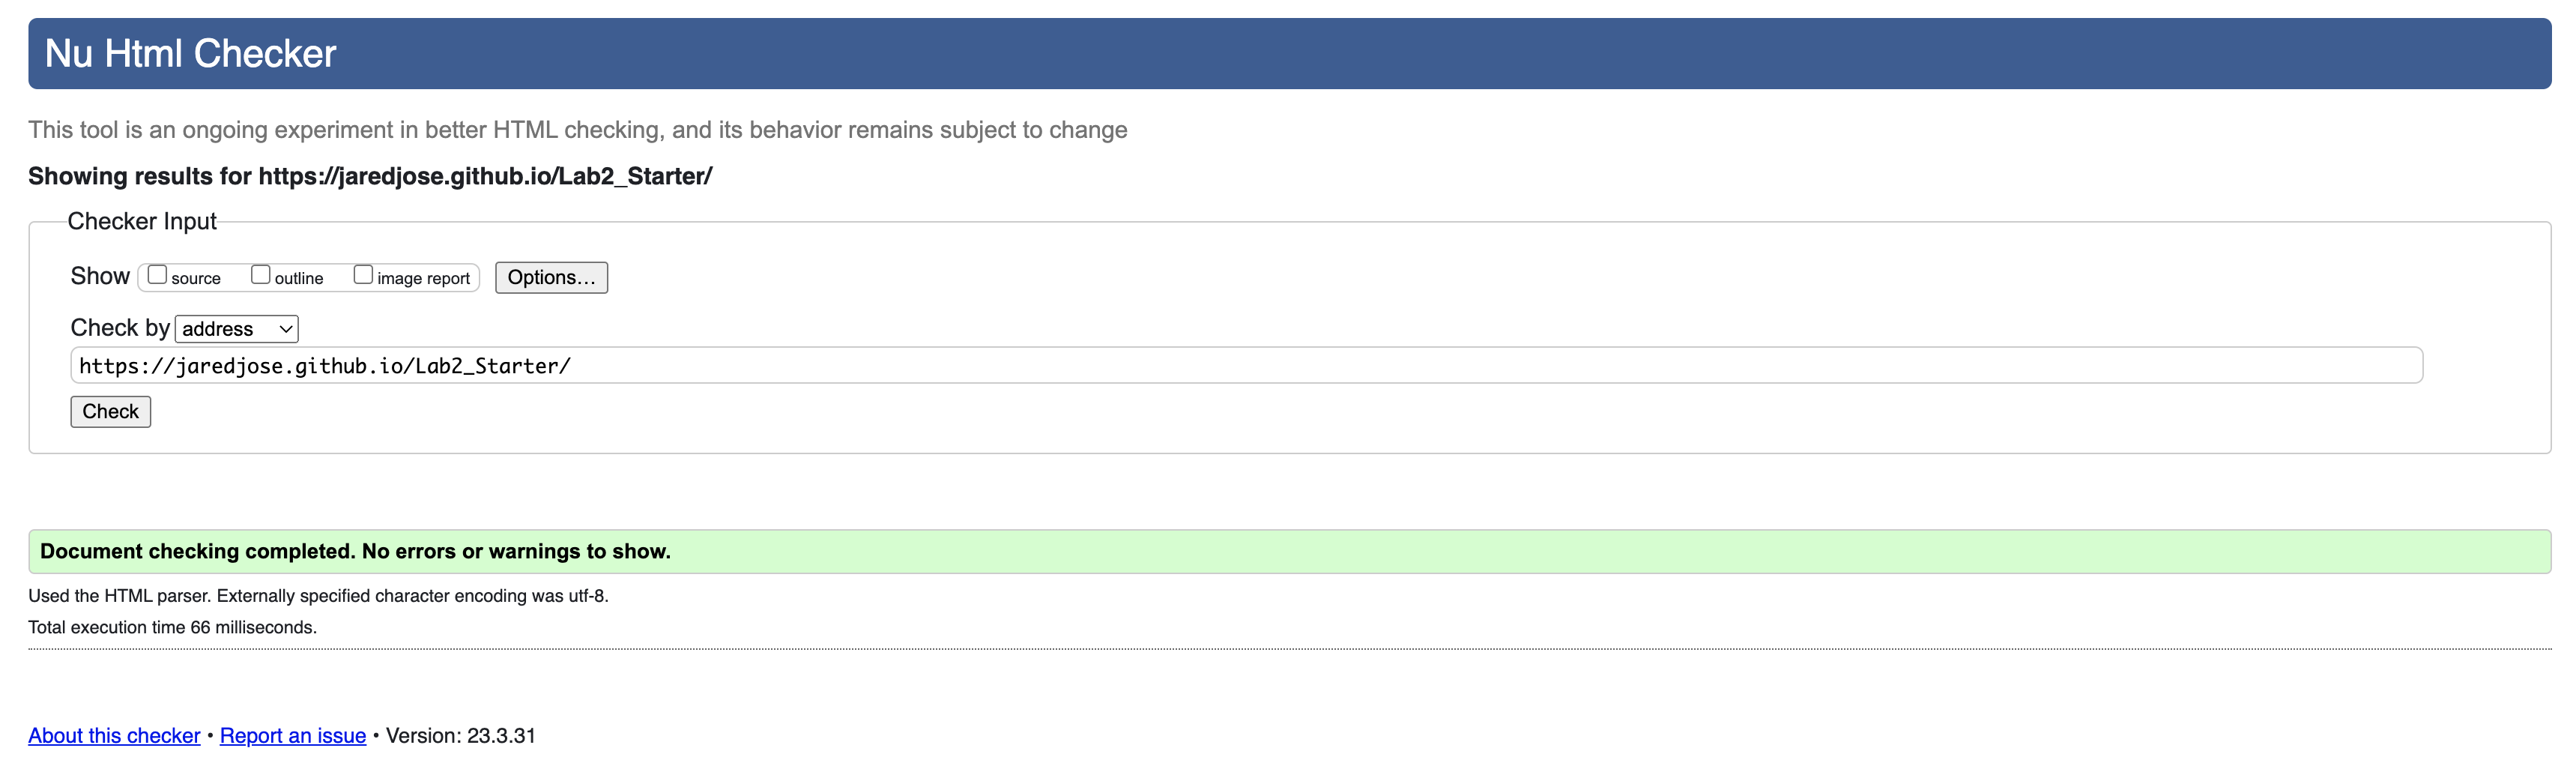 Nu Html Checker
This tool is an ongoing experiment in better HTML checking, and its behavior remains subject to change
Showing results for https://jaredjose.github.io/Lab2_Starter/
Checker Input
Show source outline image report Options…
Check by address
https://jaredjose.github.io/Lab2_Starter/
Check
Document checking completed. No errors or warnings to show.
Used the HTML parser. Externally specified character encoding was utf-8.
Total execution time 66 milliseconds.
About this checker • Report an issue • Version: 23.3.31